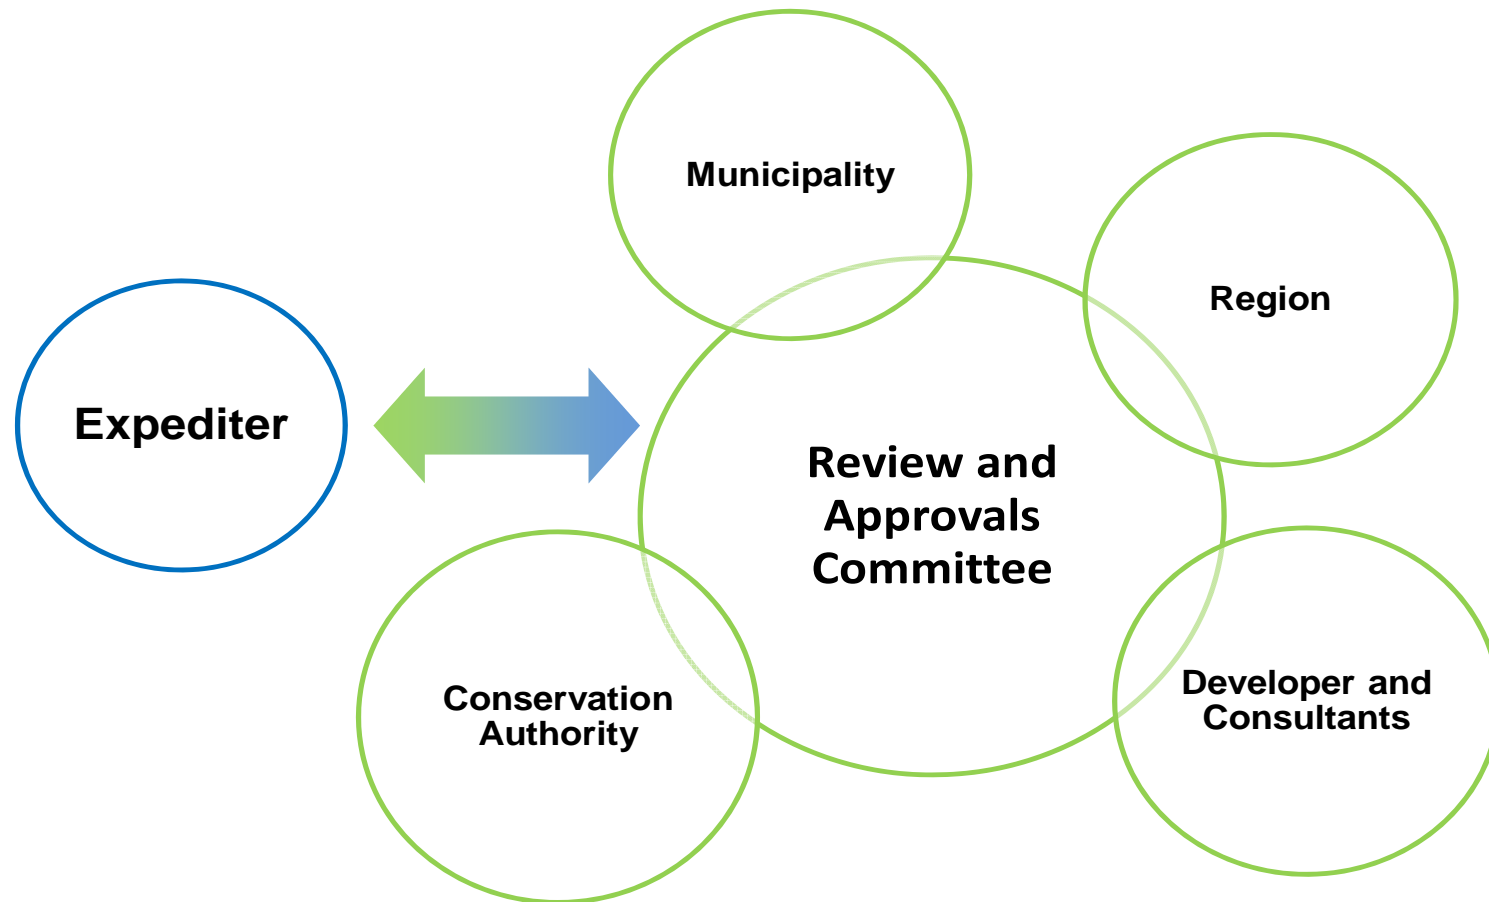 Municipality
Region
Expediter
Review and
Approvals
Committee
Conservation
Authority
Developer and
Consultants